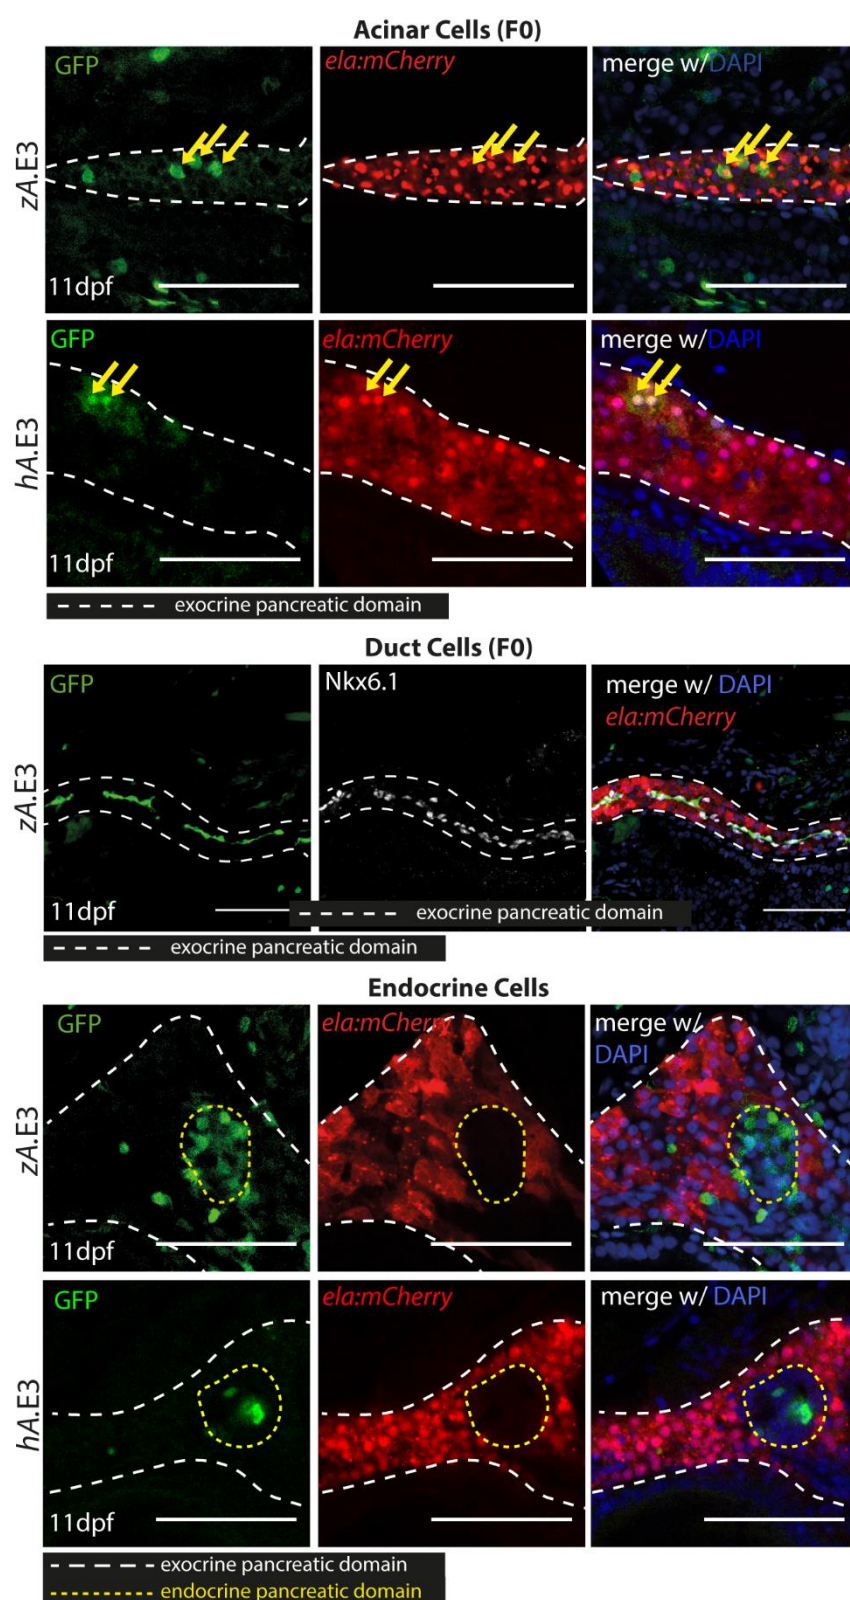 Acinar Cells (F0)
GFP
ela:mCherry
merge w/DAPI
zA.E3
11dpf
GFP
ela:mCherry
merge w/DAPI
hA.E3
11dpf
exocrine pancreatic domain
Duct Cells (F0)
GFP
Nkx6.1
merge w/ DAPI
ela:mCherry
zA.E3
11dpf
exocrine pancreatic domain
exocrine pancreatic domain
Endocrine Cells
GFP
ela:mCherry
merge w/
DAPI
zA.E3
11dpf
GFP
ela:mCherry
merge w/ DAPI
hA.E3
11dpf
exocrine pancreatic domain
endocrine pancreatic domain